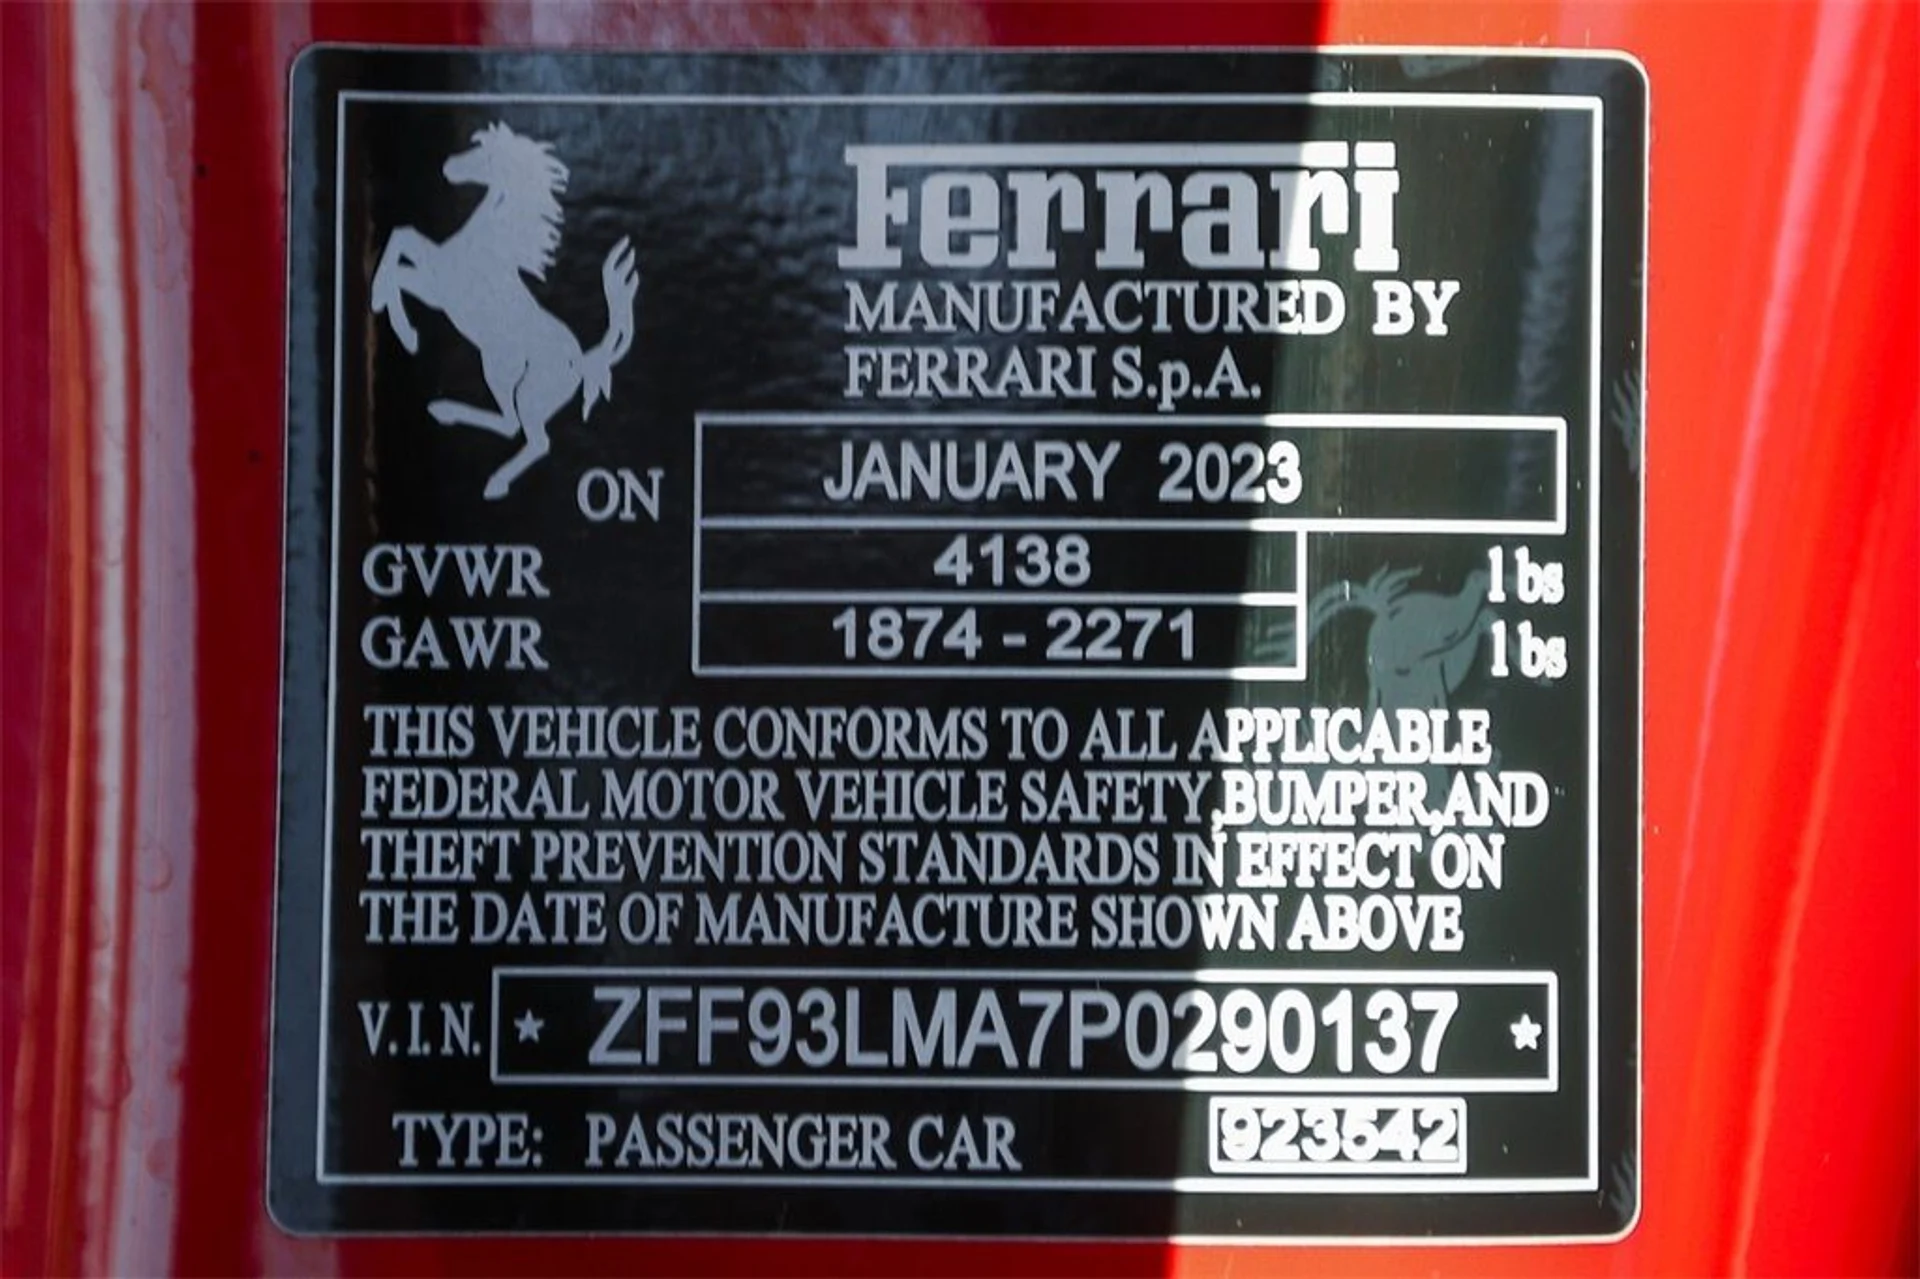 Ferrari
MANUFACTURED BY
FERRARI S.p.A.
ON JANUARY 2023
GVWR 4138 lbs
GAWR 1874 - 2271 lbs
THIS VEHICLE CONFORMS TO ALL APPLICABLE
FEDERAL MOTOR VEHICLE SAFETY,BUMPER,AND
THEFT PREVENTION STANDARDS IN EFFECT ON
THE DATE OF MANUFACTURE SHOWN ABOVE
V.I.N. ★ ZFF93LMA7P0290137 ★
TYPE: PASSENGER CAR 923542